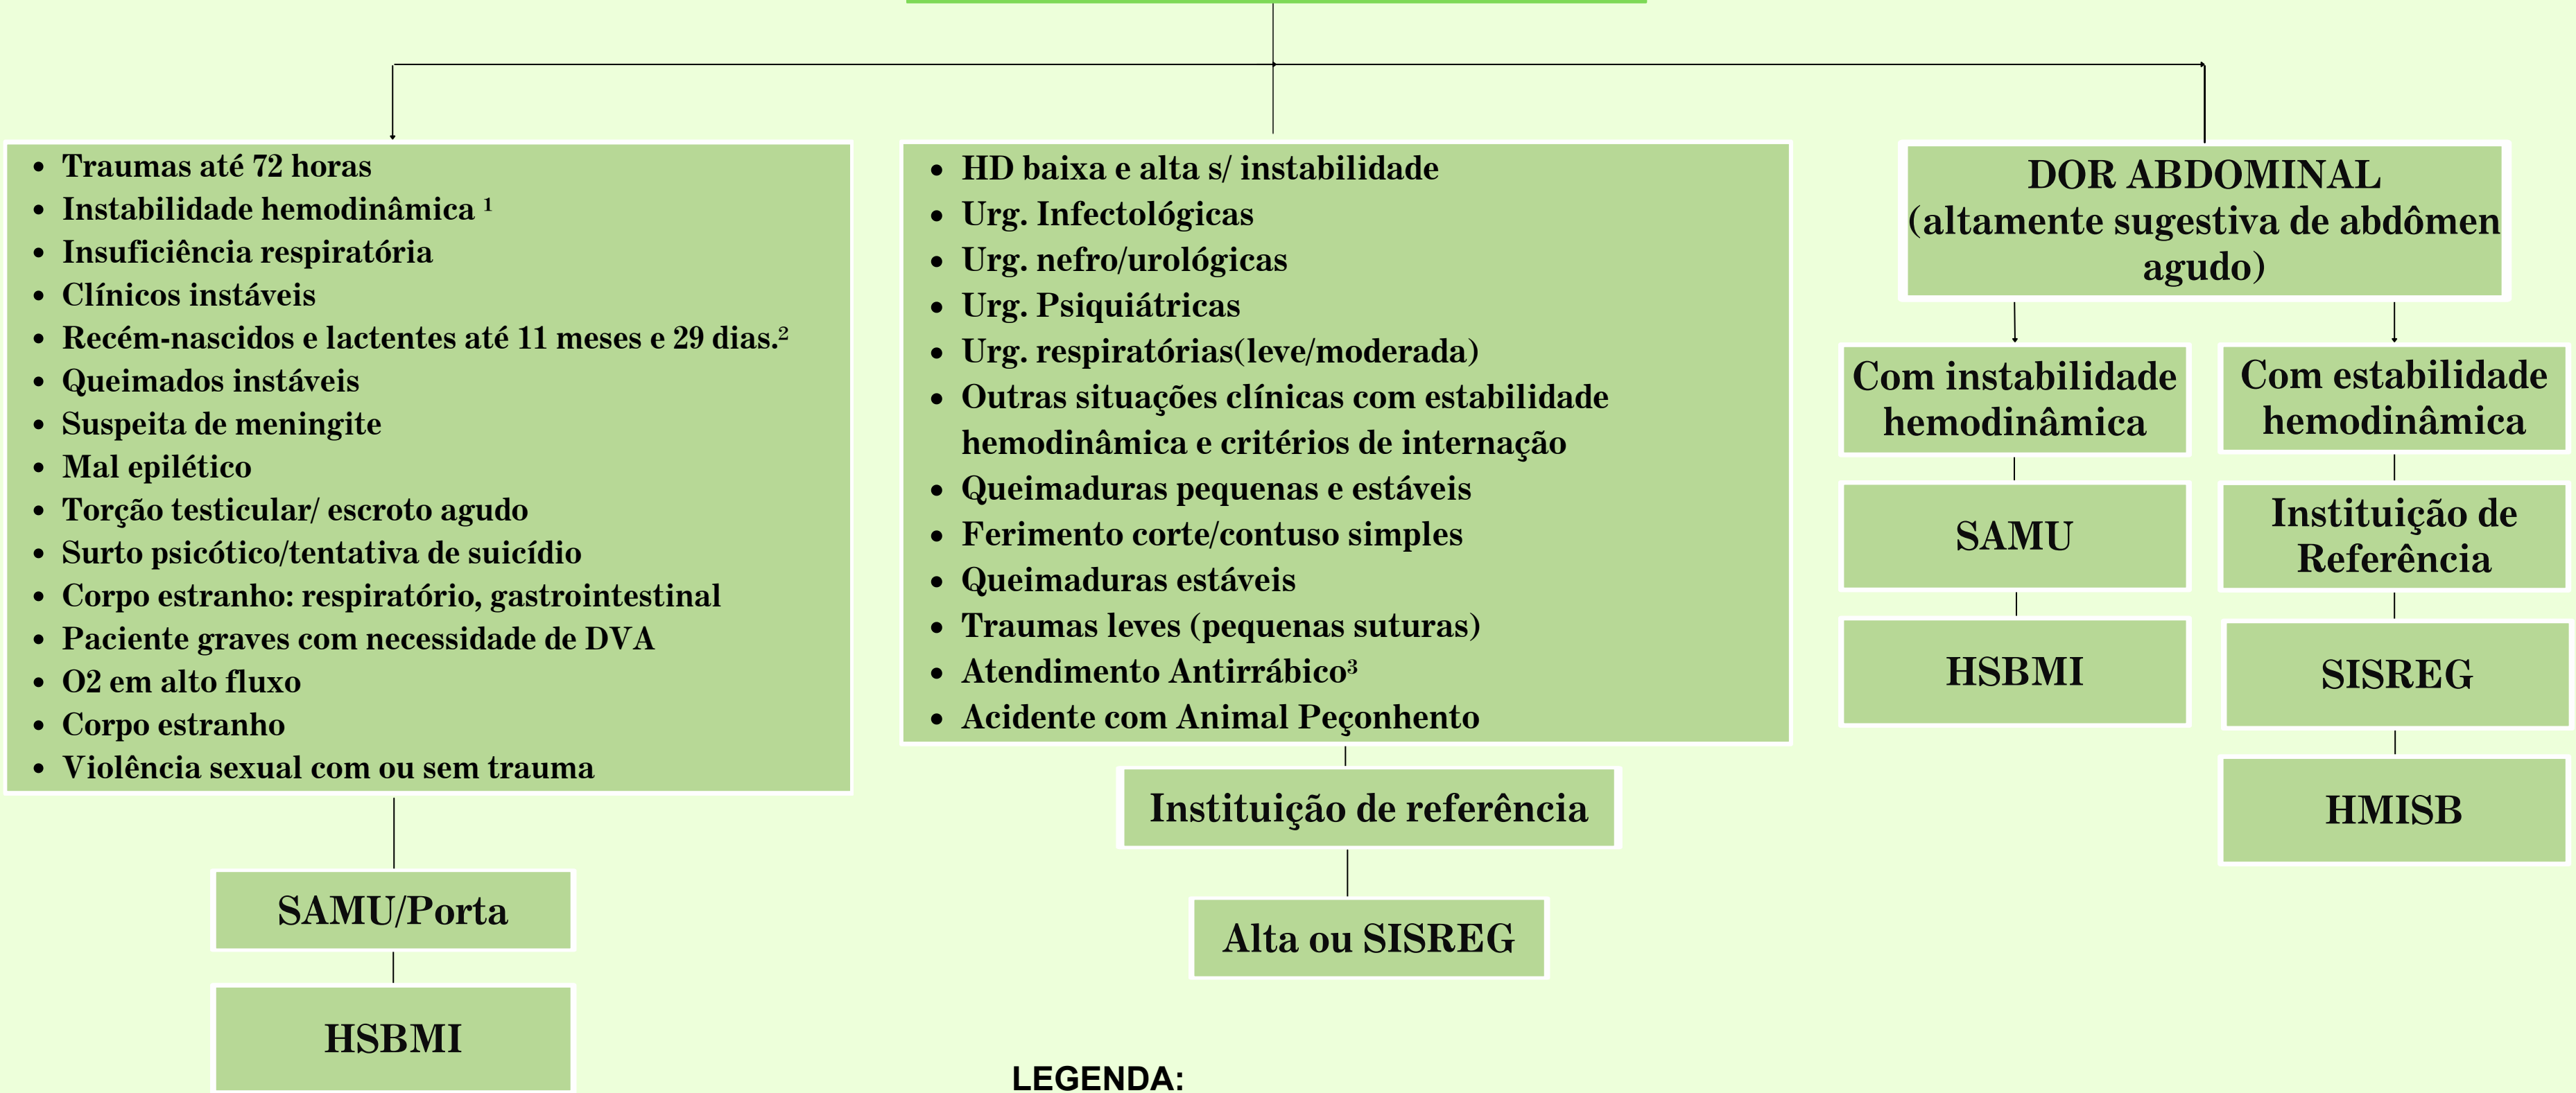 • Traumas até 72 horas
• Instabilidade hemodinâmica ¹
• Insuficiência respiratória
• Clínicos instáveis
• Recém-nascidos e lactentes até 11 meses e 29 dias.²
• Queimados instáveis
• Suspeita de meningite
• Mal epilético
• Torção testicular/ escroto agudo
• Surto psicótico/tentativa de suicídio
• Corpo estranho: respiratório, gastrointestinal
• Paciente graves com necessidade de DVA
• O2 em alto fluxo
• Corpo estranho
• Violência sexual com ou sem trauma
SAMU/Porta
HSBMI
• HD baixa e alta s/ instabilidade
• Urg. Infectológicas
• Urg. nefro/urológicas
• Urg. Psiquiátricas
• Urg. respiratórias(leve/moderada)
• Outras situações clínicas com estabilidade
hemodinâmica e critérios de internação
• Queimaduras pequenas e estáveis
• Ferimento corte/contuso simples
• Queimaduras estáveis
• Traumas leves (pequenas suturas)
• Atendimento Antirrábico³
• Acidente com Animal Peçonhento
Instituição de referência
Alta ou SISREG
DOR ABDOMINAL
(altamente sugestiva de abdômen
agudo)
Com instabilidade
hemodinâmica
SAMU
HSBMI
Com estabilidade
hemodinâmica
Instituição de
Referência
SISREG
HMISB
LEGENDA: